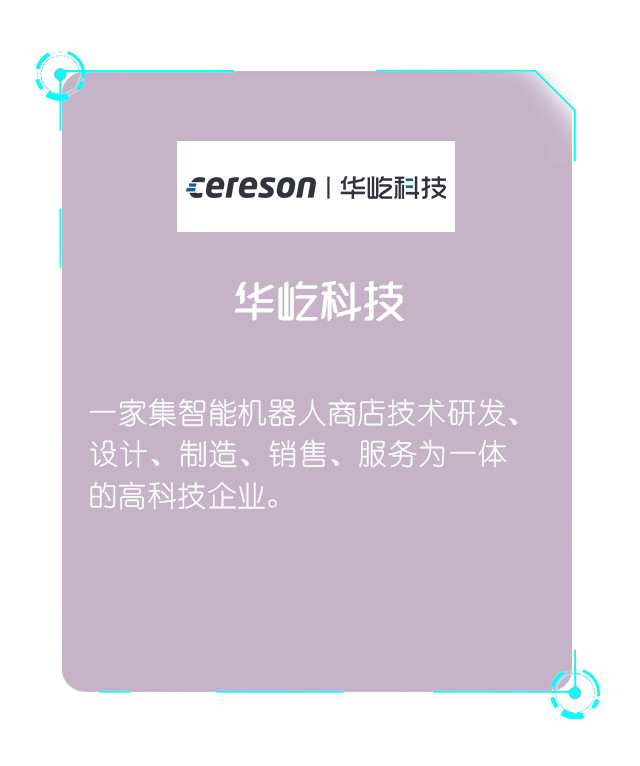 cereson | 华屹科技
华屹科技
一家集智能机器人商店技术研发、
设计、制造、销售、服务为一体
的高科技企业。